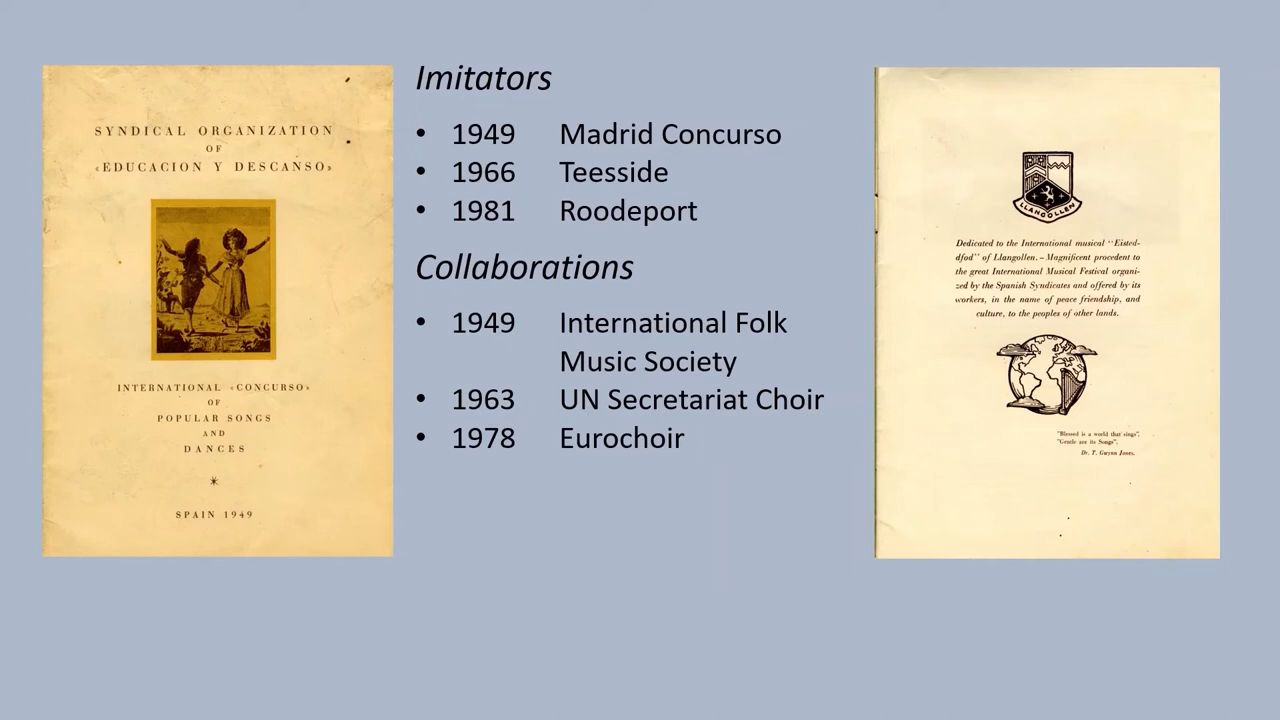 SYNDICAL ORGANIZATION
OF
«EDUCACION Y DESCANSO»
INTERNATIONAL «CONCURSO»
OF
POPULAR SONGS
AND
DANCES
SPAIN 1949
Imitators
• 1949 Madrid Concurso
• 1966 Teesside
• 1981 Roodeport
Collaborations
• 1949 International Folk
Music Society
• 1963 UN Secretariat Choir
• 1978 Eurochoir
LLANGOLLEN
Dedicated to the International musical "Eisted-
dfod" of Llangollen. – Magnificent procedent to
the great International Musical Festival organi-
zed by the Spanish Syndicates and offered by its
workers, in the name of peace friendship, and
culture, to the peoples of other lands.
"Blessed is a world that sings".
"Gentle are its Songs".
Dr. T. Gwynn Jones.